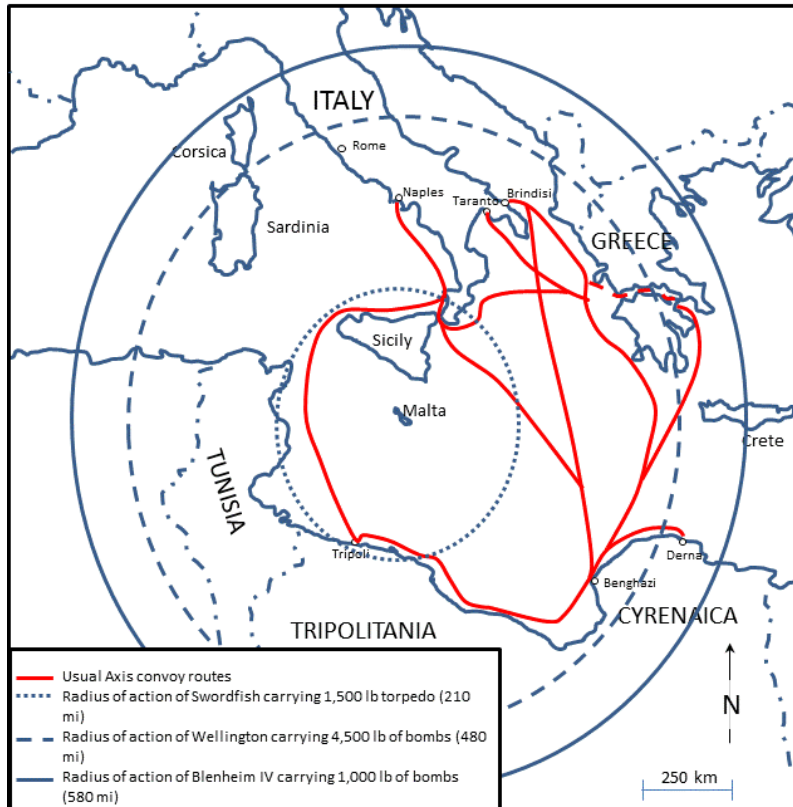 ITALY
Corsica
Rome
Naples
Brindisi
Taranto
Sardinia
GREECE
Sicily
Malta
Crete
TUNISIA
Tripoli
Derna
Benghazi
CYRENAICA
TRIPOLITANIA
Usual Axis convoy routes
Radius of action of Swordfish carrying 1,500 lb torpedo (210
mi)
Radius of action of Wellington carrying 4,500 lb of bombs (480
mi)
Radius of action of Blenheim IV carrying 1,000 lb of bombs
(580 mi)
N
250 km